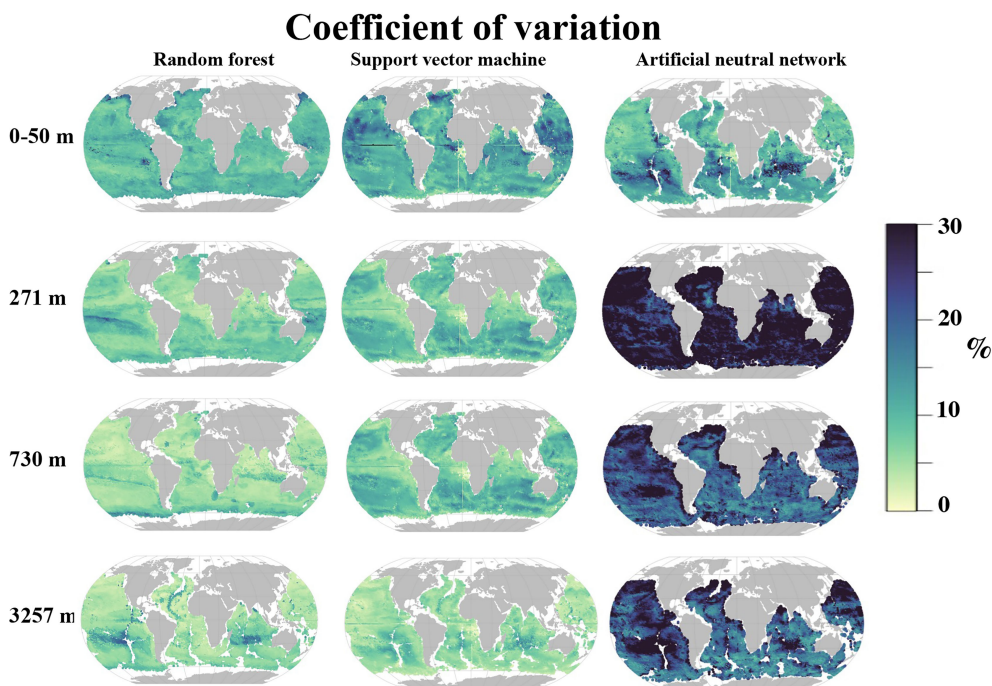 Coefficient of variation
Random forest
Support vector machine
Artificial neutral network
0-50 m
271 m
730 m
3257 m
30
20
%
10
0